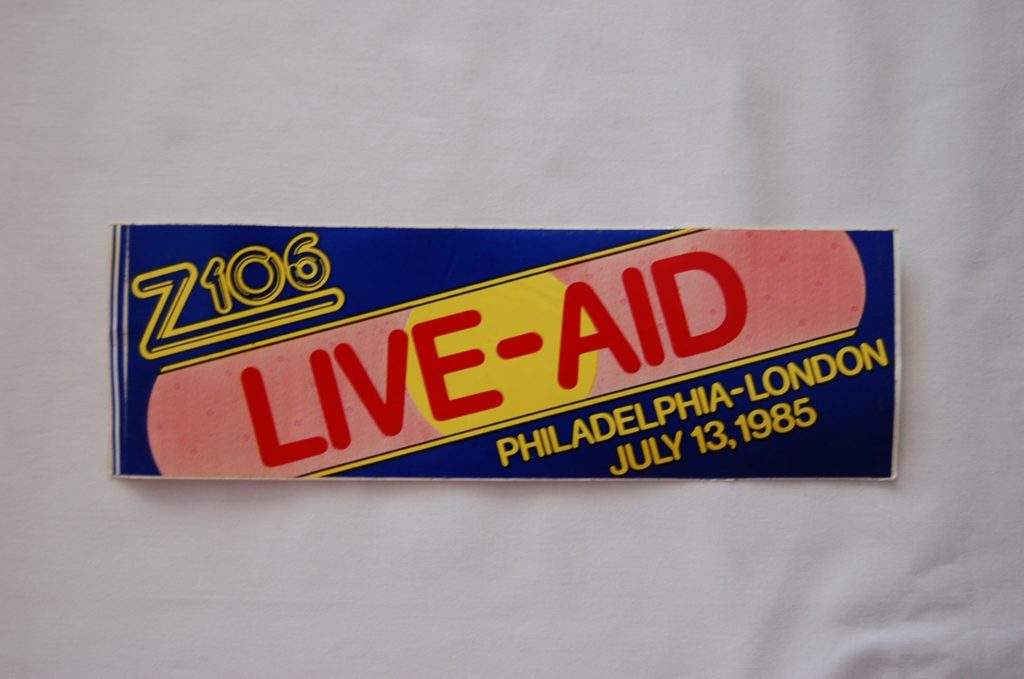 Z106
LIVE-AID
PHILADELPHIA-LONDON
JULY 13, 1985